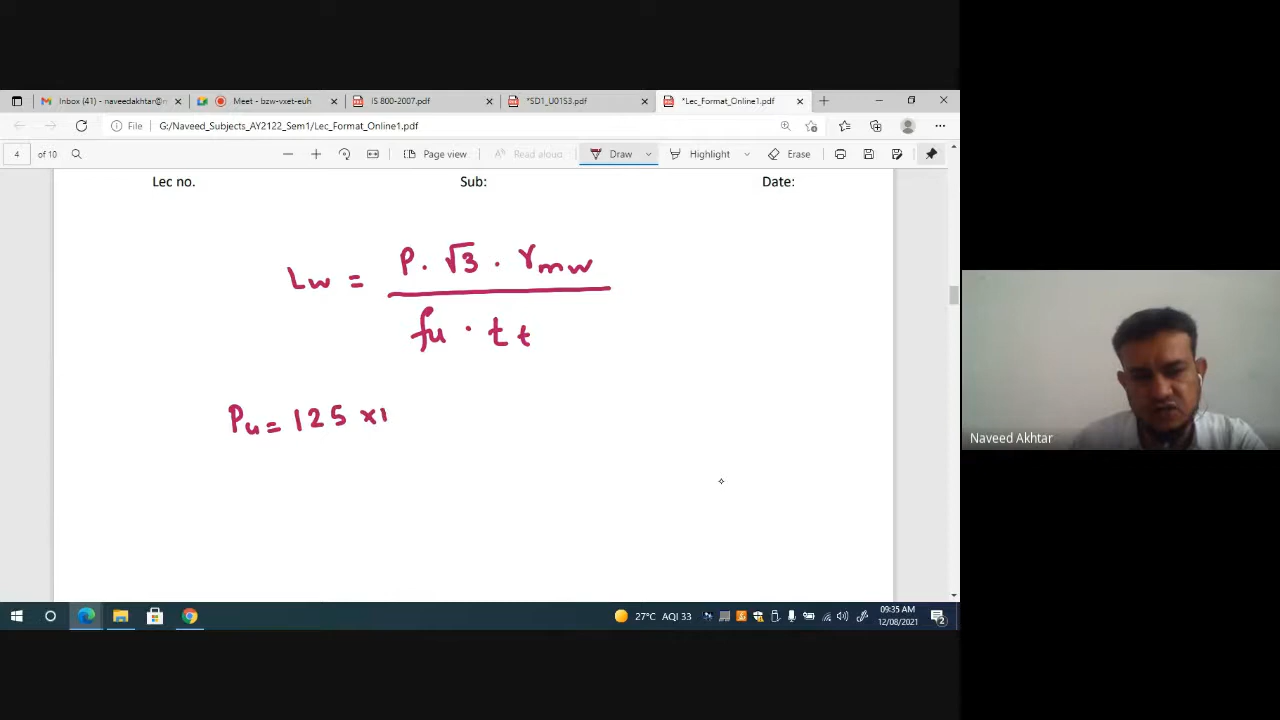 Inbox (41) - naveedakhtar@n
Meet - bzw-vxet-euh
IS 800-2007.pdf
*SD1_U01S3.pdf
*Lec_Format_Online1.pdf
File G:/Naveed_Subjects_AY2122_Sem1/Lec_Format_Online1.pdf
4 of 10 Page view Read aloud Draw Highlight Erase
Lec no. Sub: Date:
Lw = P · √3 · γmw
fu · tt
Pu = 125 ×1
Naveed Akhtar
27°C AQI 33
09:35 AM
12/08/2021
2